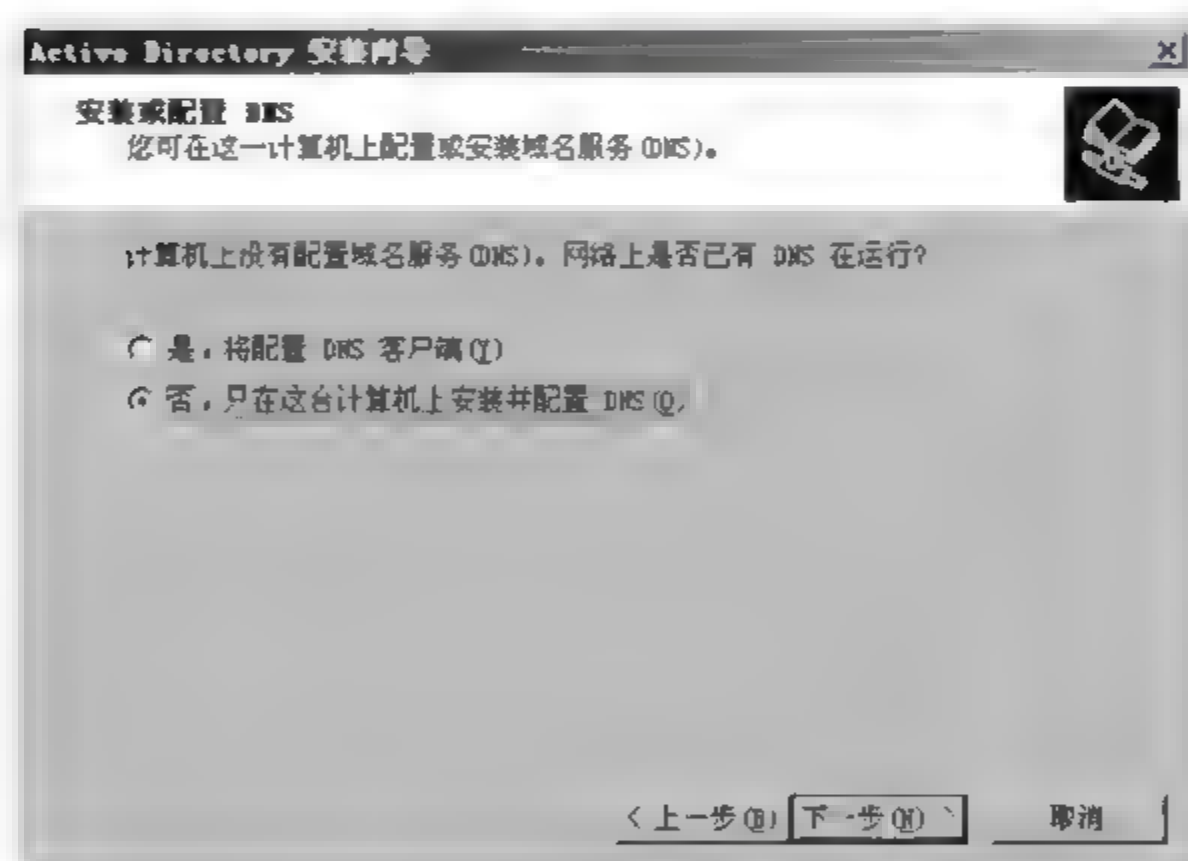 Active Directory 安装向导
安装或配置 DNS
您可在这一计算机上配置或安装域名服务(DNS)。
计算机上没有配置域名服务(DNS)。网络上是否已有 DNS 在运行?
是,将配置 DNS 客户端(Y)
否,只在这台计算机上安装并配置 DNS(O)
< 上一步(B) 下一步(N) > 取消